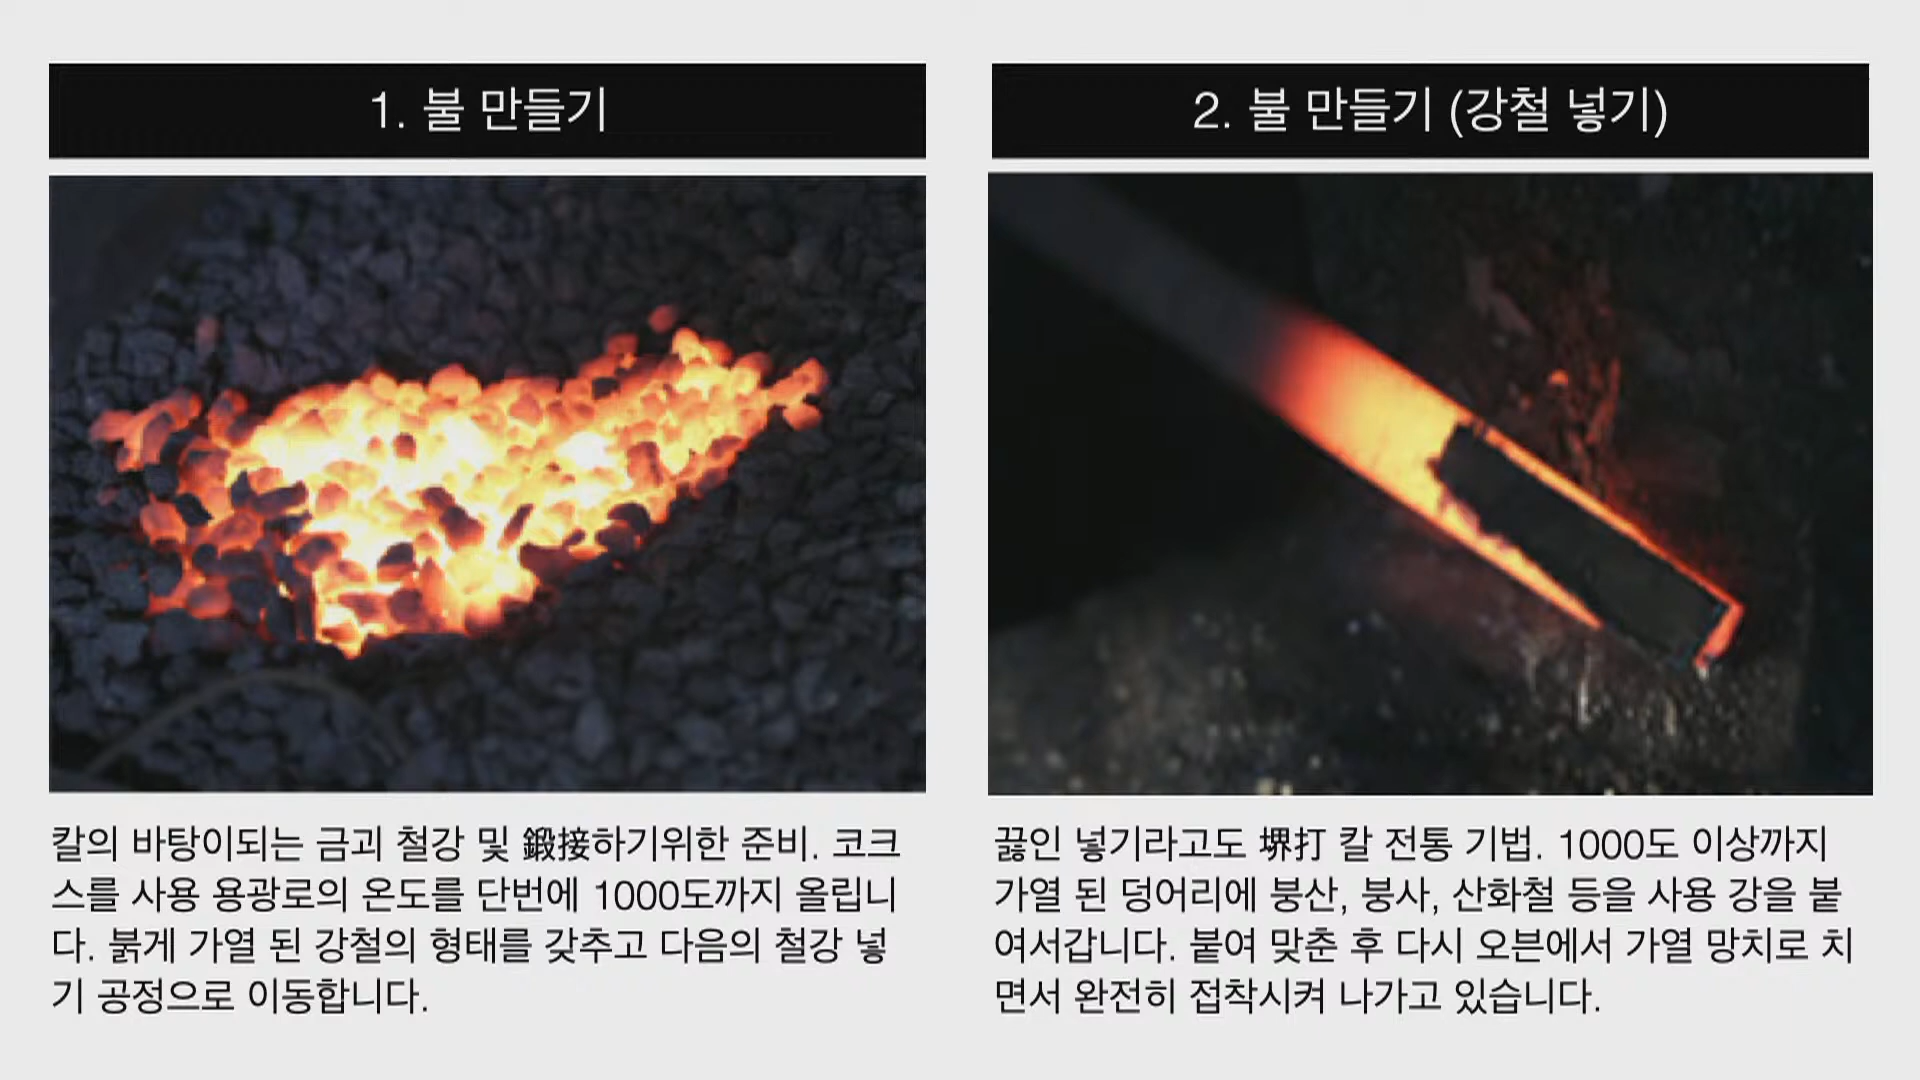 1. 불 만들기
칼의 바탕이되는 금괴 철강 및 鍛接하기위한 준비. 코크
스를 사용 용광로의 온도를 단번에 1000도까지 올립니
다. 붉게 가열 된 강철의 형태를 갖추고 다음의 철강 넣
기 공정으로 이동합니다.
2. 불 만들기 (강철 넣기)
끓인 넣기라고도 堺打 칼 전통 기법. 1000도 이상까지
가열 된 덩어리에 붕산, 붕사, 산화철 등을 사용 강을 붙
여서갑니다. 붙여 맞춘 후 다시 오븐에서 가열 망치로 치
면서 완전히 접착시켜 나가고 있습니다.